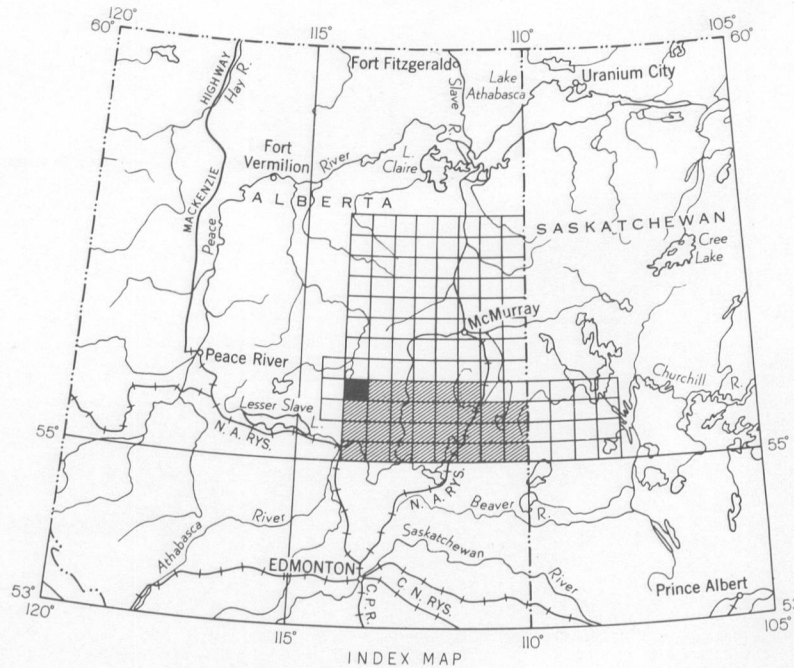 120°
60°
115°
110°
105°
60
HIGHWAY
Hay R.
Fort Fitzgerald
Slave R.
Lake
Athabasca
Uranium City
Fort
Vermilion
River
L.
Claire
MACKENZIE
Peace
ALBERTA
SASKATCHEWAN
Cree
Lake
McMurray
Peace River
Lesser Slave L.
Churchill R.
55°
N. A. RYS.
55°
N. A. RYS.
Beaver R.
Athabasca River
Saskatchewan River
EDMONTON
C.P.R.
C N. RYS.
Prince Albert
53°
120°
115°
110°
53
105°
INDEX MAP